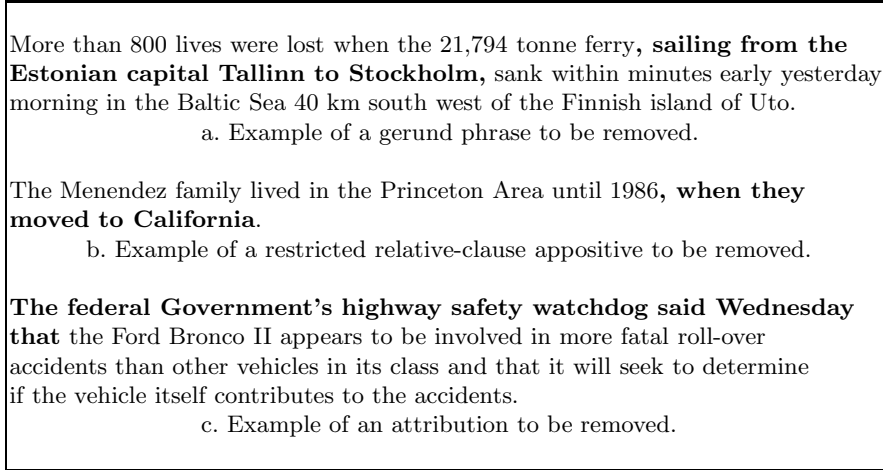 More than 800 lives were lost when the 21,794 tonne ferry, sailing from the
Estonian capital Tallinn to Stockholm, sank within minutes early yesterday
morning in the Baltic Sea 40 km south west of the Finnish island of Uto.
a. Example of a gerund phrase to be removed.
The Menendez family lived in the Princeton Area until 1986, when they
moved to California.
b. Example of a restricted relative-clause appositive to be removed.
The federal Government's highway safety watchdog said Wednesday
that the Ford Bronco II appears to be involved in more fatal roll-over
accidents than other vehicles in its class and that it will seek to determine
if the vehicle itself contributes to the accidents.
c. Example of an attribution to be removed.